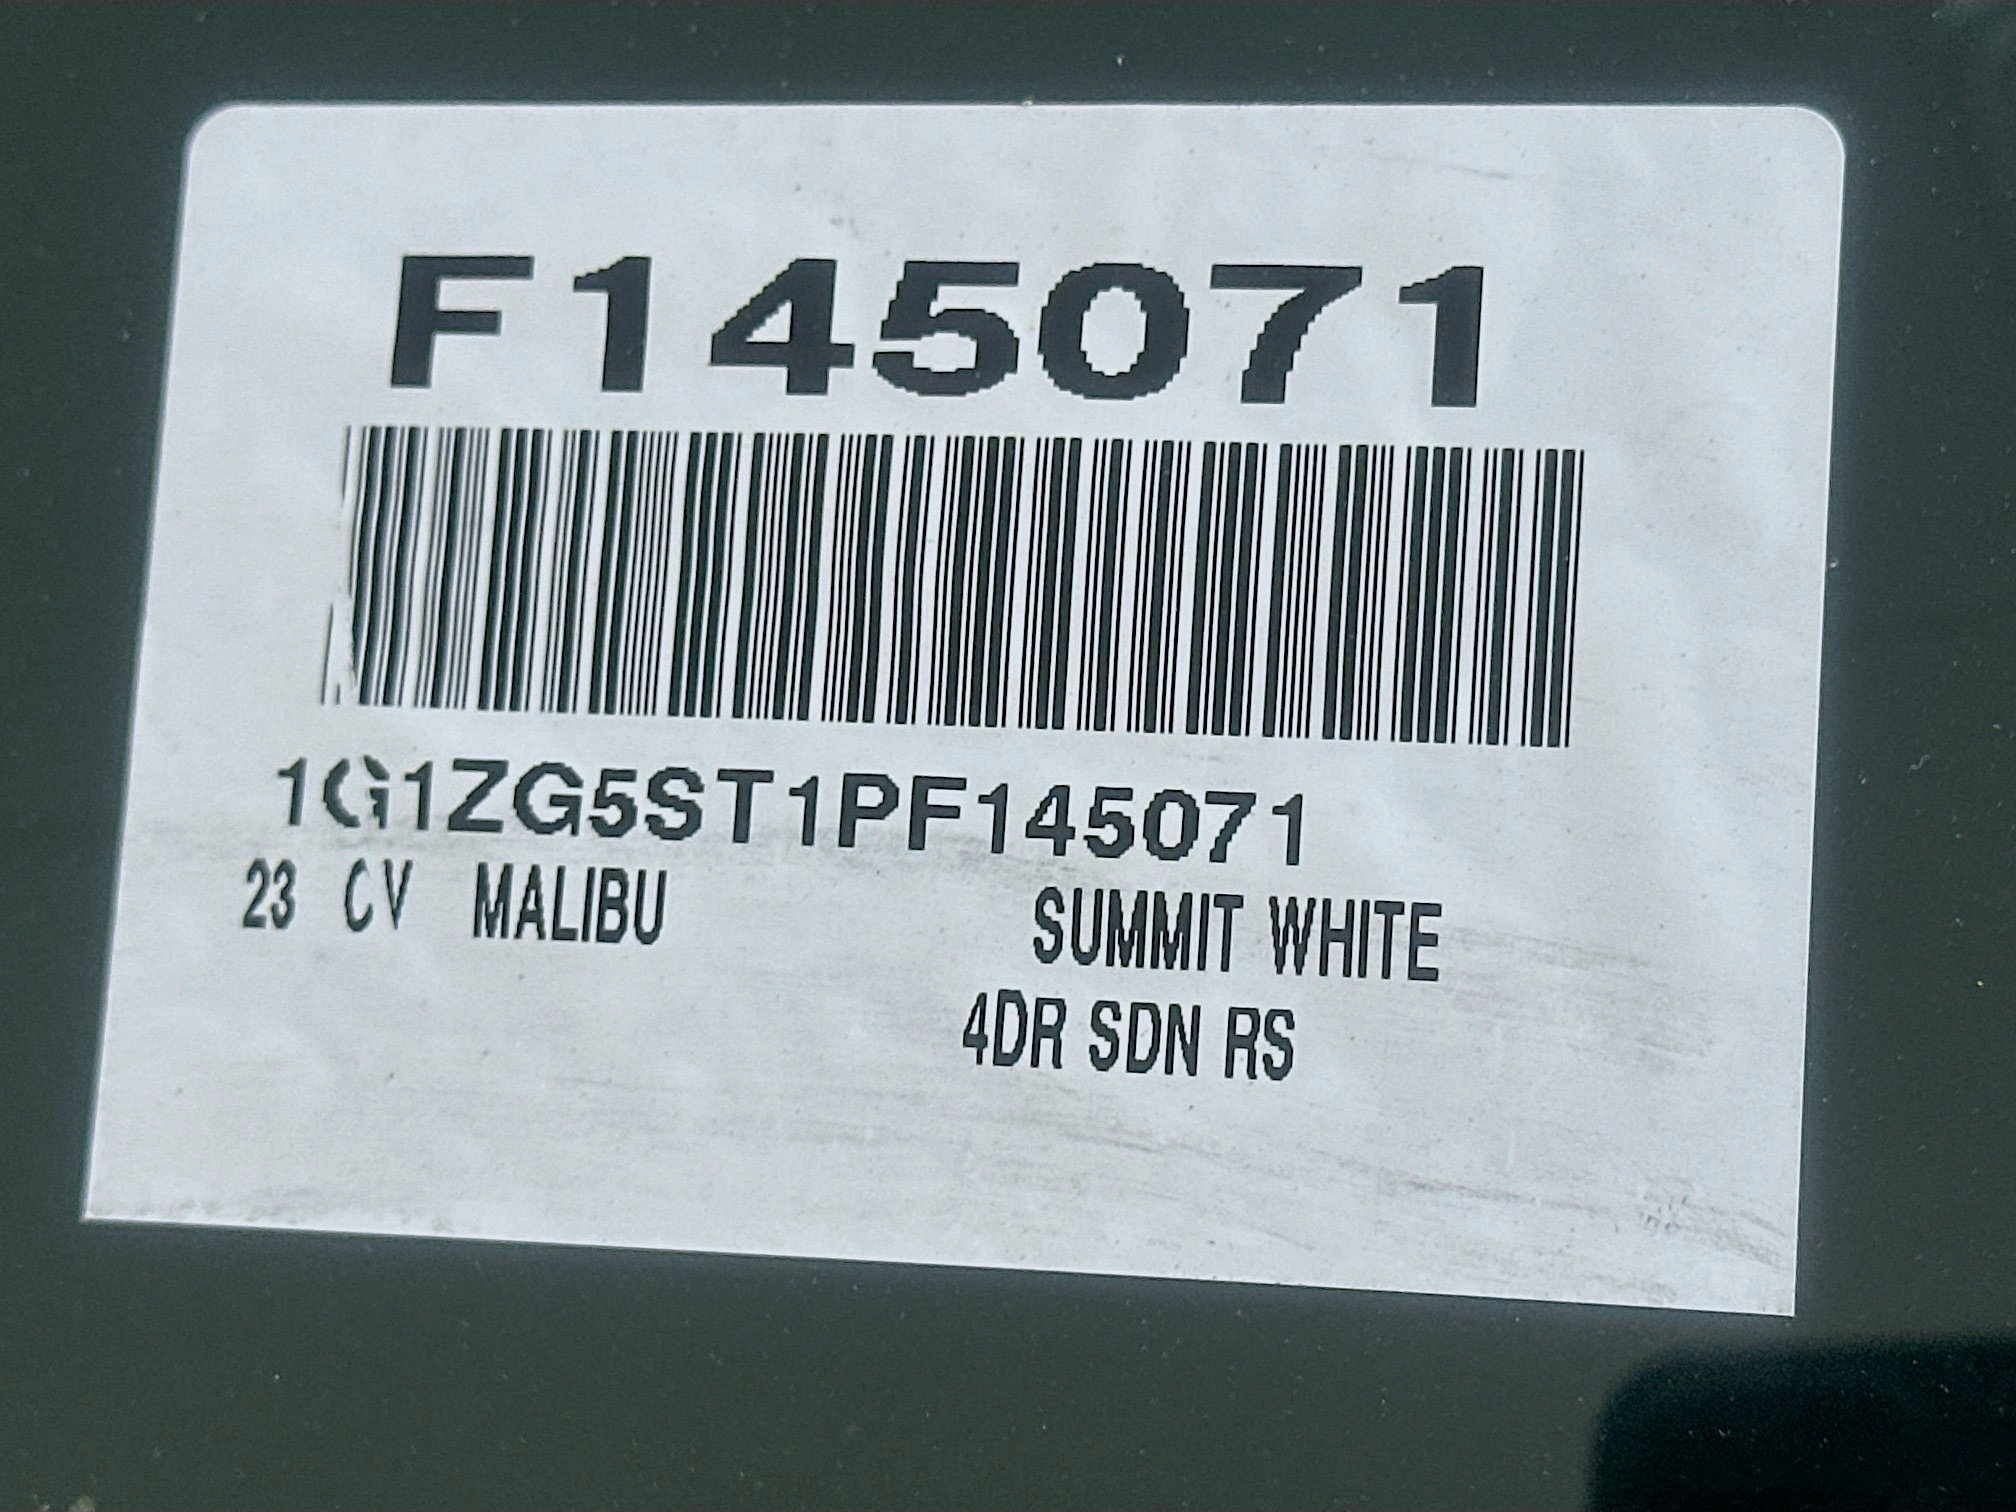 F145071
1G1ZG5ST1PF145071
23 CV MALIBU SUMMIT WHITE
4DR SDN RS